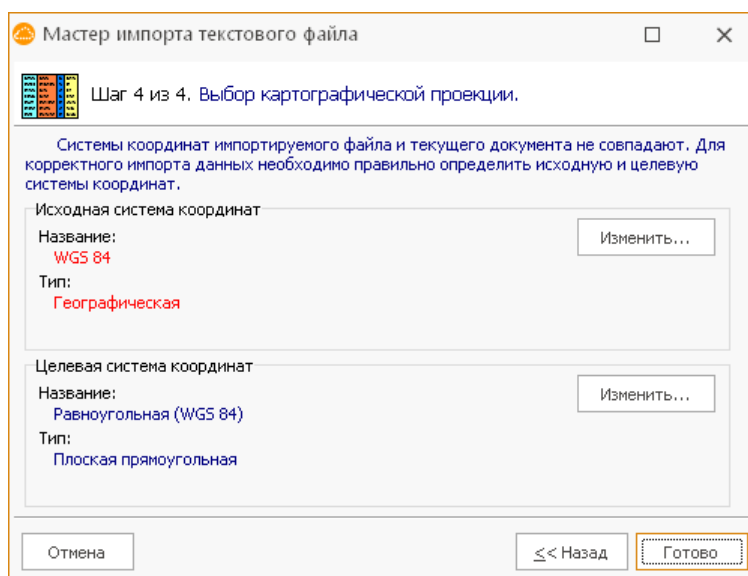 Мастер импорта текстового файла
Шаг 4 из 4. Выбор картографической проекции.
Системы координат импортируемого файла и текущего документа не совпадают. Для
корректного импорта данных необходимо правильно определить исходную и целевую
системы координат.
Исходная система координат
Название:
Изменить...
WGS 84
Тип:
Географическая
Целевая система координат
Название:
Изменить...
Равноугольная (WGS 84)
Тип:
Плоская прямоугольная
Отмена
<< Назад
Готово